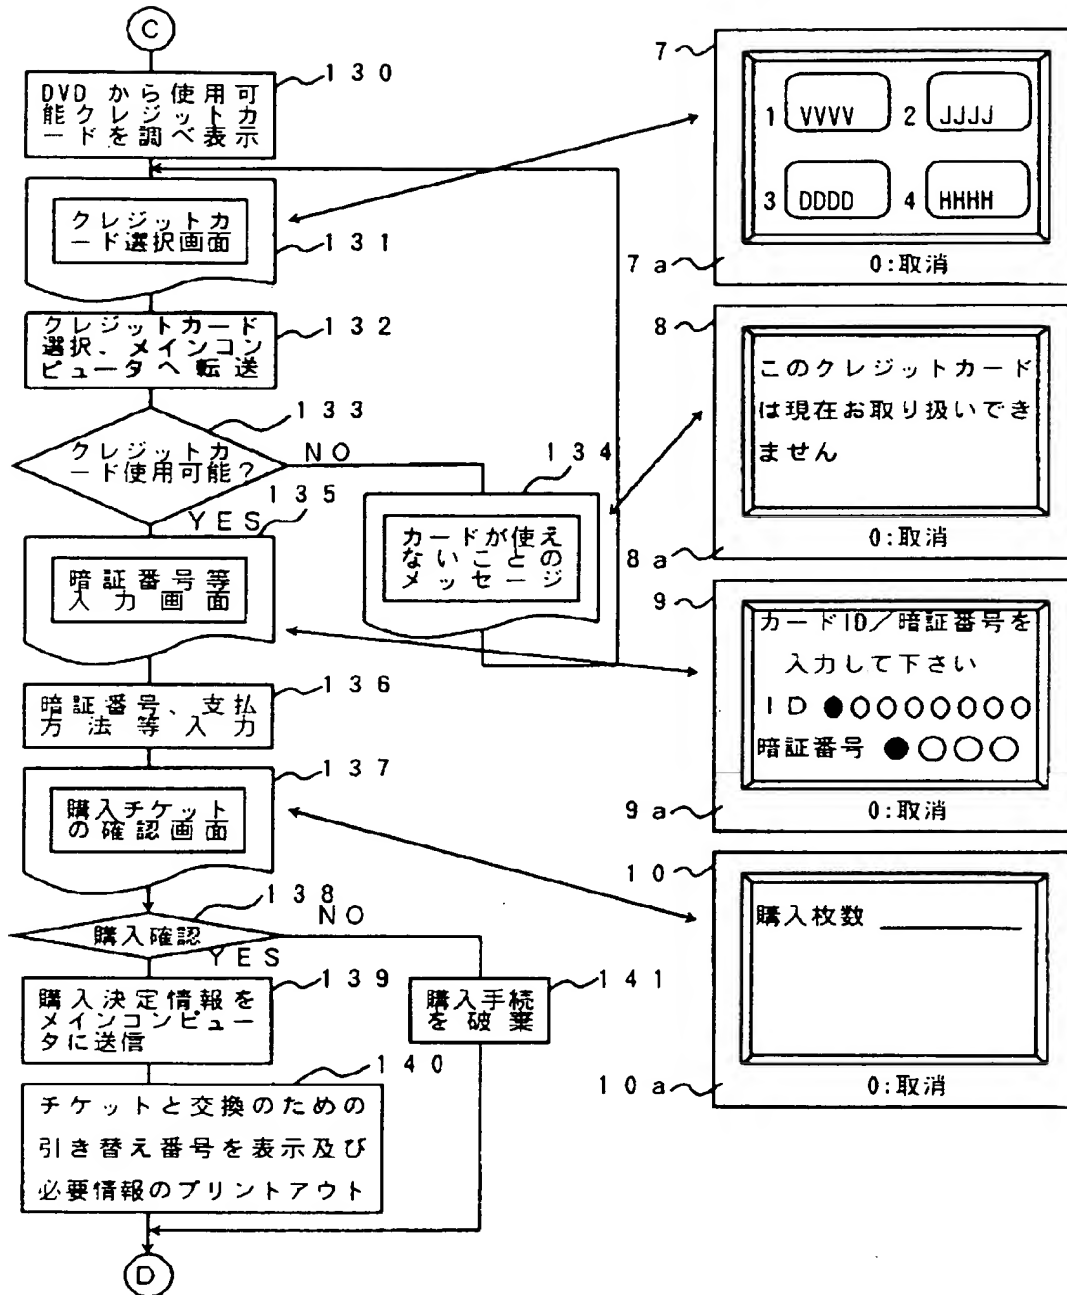 C
130
DVDから使用可
能クレジットカ
ードを調べ表示
クレジットカ
ード選択画面
131
クレジットカード
選択、メインコン
ピュータへ転送
132
133
クレジットカ
ード使用可能?
NO
YES
134
カードが使え
ないことの
メッセージ
135
暗証番号等
入力画面
136
暗証番号、支払
方法等入力
137
購入チケット
の確認画面
138
購入確認
NO
YES
139
購入決定情報を
メインコンピュー
タに送信
141
購入手続
を破棄
140
チケットと交換のための
引き替え番号を表示及び
必要情報のプリントアウト
D
7
1 VVVV 2 JJJJ
3 DDDD 4 HHHH
7a
0:取消
8
このクレジットカード
は現在お取り扱いでき
ません
8a
0:取消
9
カードID/暗証番号を
入力して下さい
ID ●○○○○○○○
暗証番号 ●○○○
9a
0:取消
10
購入枚数 ________
10a
0:取消